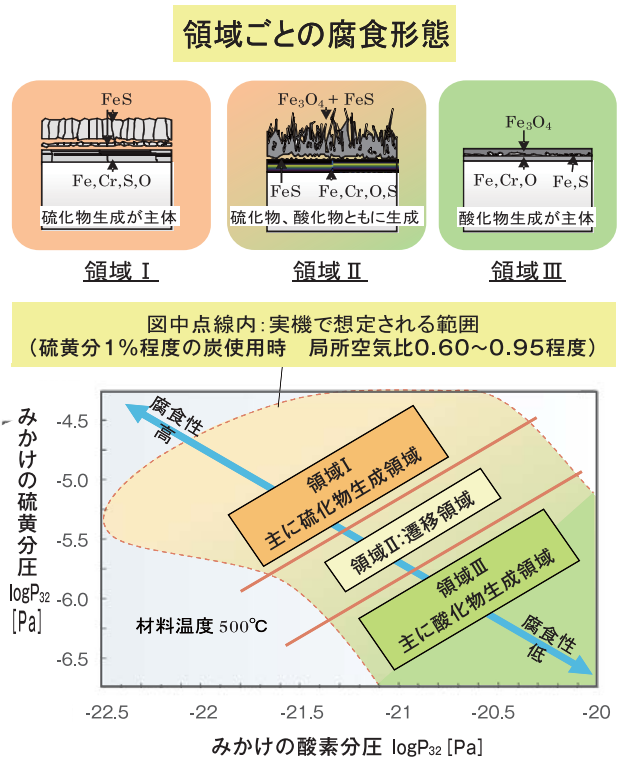 領域ごとの腐食形態
FeS
Fe,Cr,S,O
硫化物生成が主体
領域Ⅰ
Fe₃O₄+FeS
FeS
Fe,Cr,O,S
硫化物、酸化物ともに生成
領域Ⅱ
Fe₃O₄
Fe,Cr,O
Fe,S
酸化物生成が主体
領域Ⅲ
図中点線内:実機で想定される範囲
(硫黄分1%程度の炭使用時 局所空気比0.60~0.95程度)
みかけの硫黄分圧
logP₃₂
[Pa]
-4.5
-5.0
-5.5
-6.0
-6.5
腐食性
高
領域Ⅰ
主に硫化物生成領域
領域Ⅱ:遷移領域
領域Ⅲ
主に酸化物生成領域
材料温度 500℃
腐食性
低
-22.5
-22
-21.5
-21
-20.5
-20
みかけの酸素分圧 logP₃₂ [Pa]